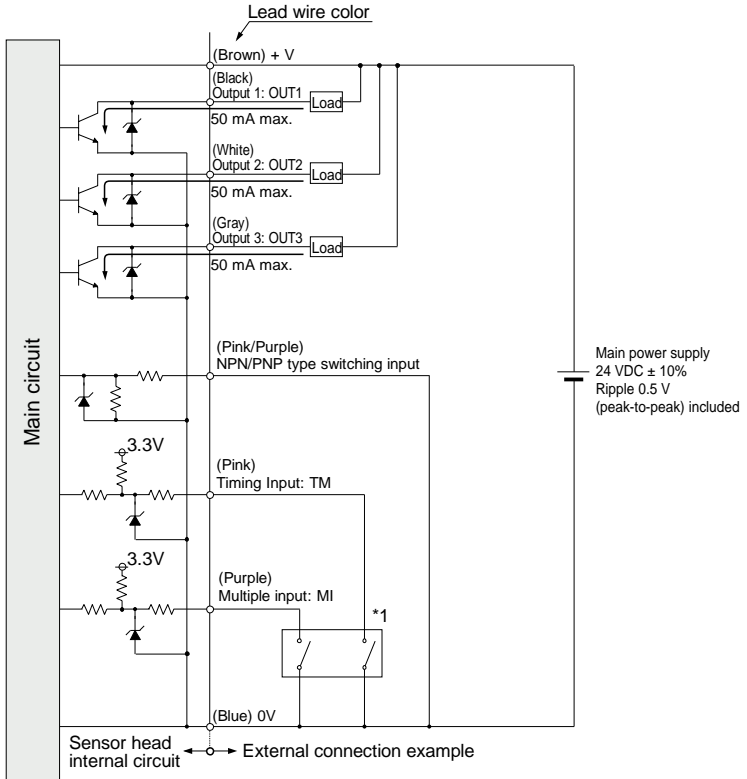 Lead wire color
(Brown) + V
(Black)
Output 1: OUT1
Load
50 mA max.
(White)
Output 2: OUT2
Load
50 mA max.
(Gray)
Output 3: OUT3
Load
50 mA max.
Main circuit
(Pink/Purple)
NPN/PNP type switching input
Main power supply
24 VDC ± 10%
Ripple 0.5 V
(peak-to-peak) included
3.3V
(Pink)
Timing Input: TM
3.3V
(Purple)
Multiple input: MI
*1
(Blue) 0V
Sensor head
internal circuit
External connection example